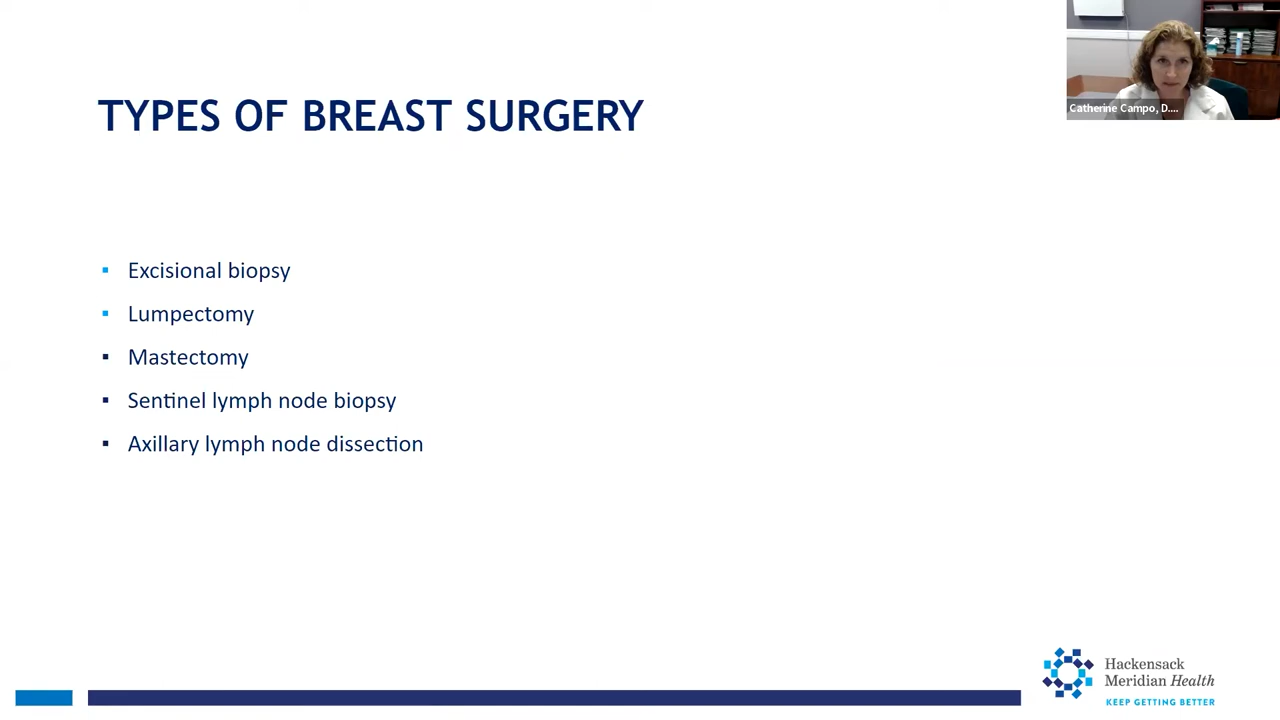 Catherine Campo, D....
TYPES OF BREAST SURGERY
▪ Excisional biopsy
▪ Lumpectomy
▪ Mastectomy
▪ Sentinel lymph node biopsy
▪ Axillary lymph node dissection
Hackensack
Meridian Health
KEEP GETTING BETTER